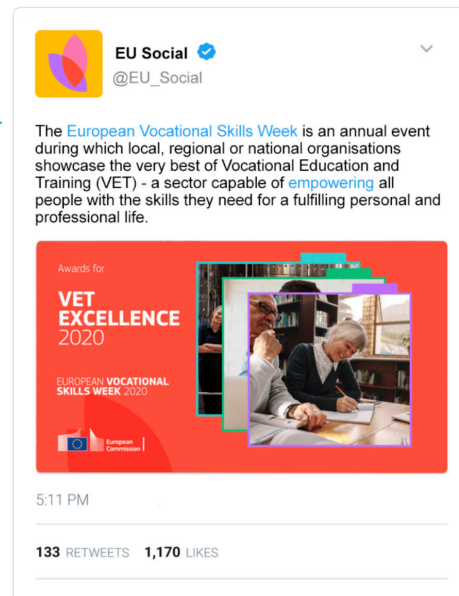 EU Social
@EU_Social
The European Vocational Skills Week is an annual event
during which local, regional or national organisations
showcase the very best of Vocational Education and
Training (VET) - a sector capable of empowering all
people with the skills they need for a fulfilling personal and
professional life.
Awards for
VET
EXCELLENCE
2020
EUROPEAN VOCATIONAL
SKILLS WEEK 2020
European
Commission
5:11 PM
133 RETWEETS 1,170 LIKES